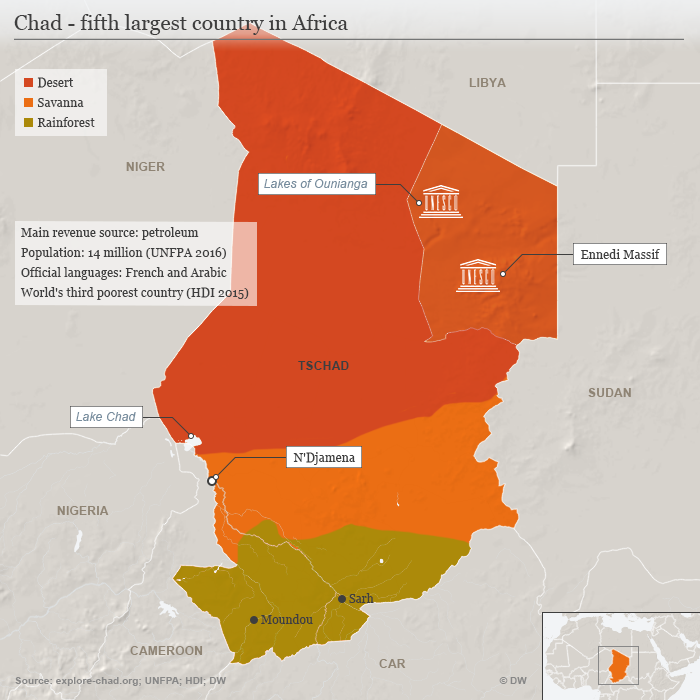 Chad - fifth largest country in Africa
Desert
Savanna
Rainforest
LIBYA
NIGER
Lakes of Ounianga
UNESCO
Main revenue source: petroleum
Population: 14 million (UNFPA 2016)
Official languages: French and Arabic
World's third poorest country (HDI 2015)
Ennedi Massif
UNESCO
TSCHAD
SUDAN
Lake Chad
N'Djamena
NIGERIA
Sarh
Moundou
CAMEROON
CAR
Source: explore-chad.org; UNFPA; HDI; DW
© DW